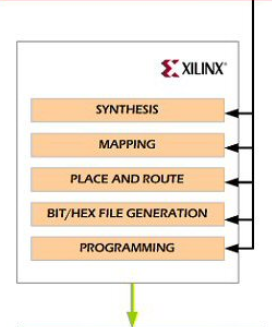 XILINX®
SYNTHESIS
MAPPING
PLACE AND ROUTE
BIT/HEX FILE GENERATION
PROGRAMMING